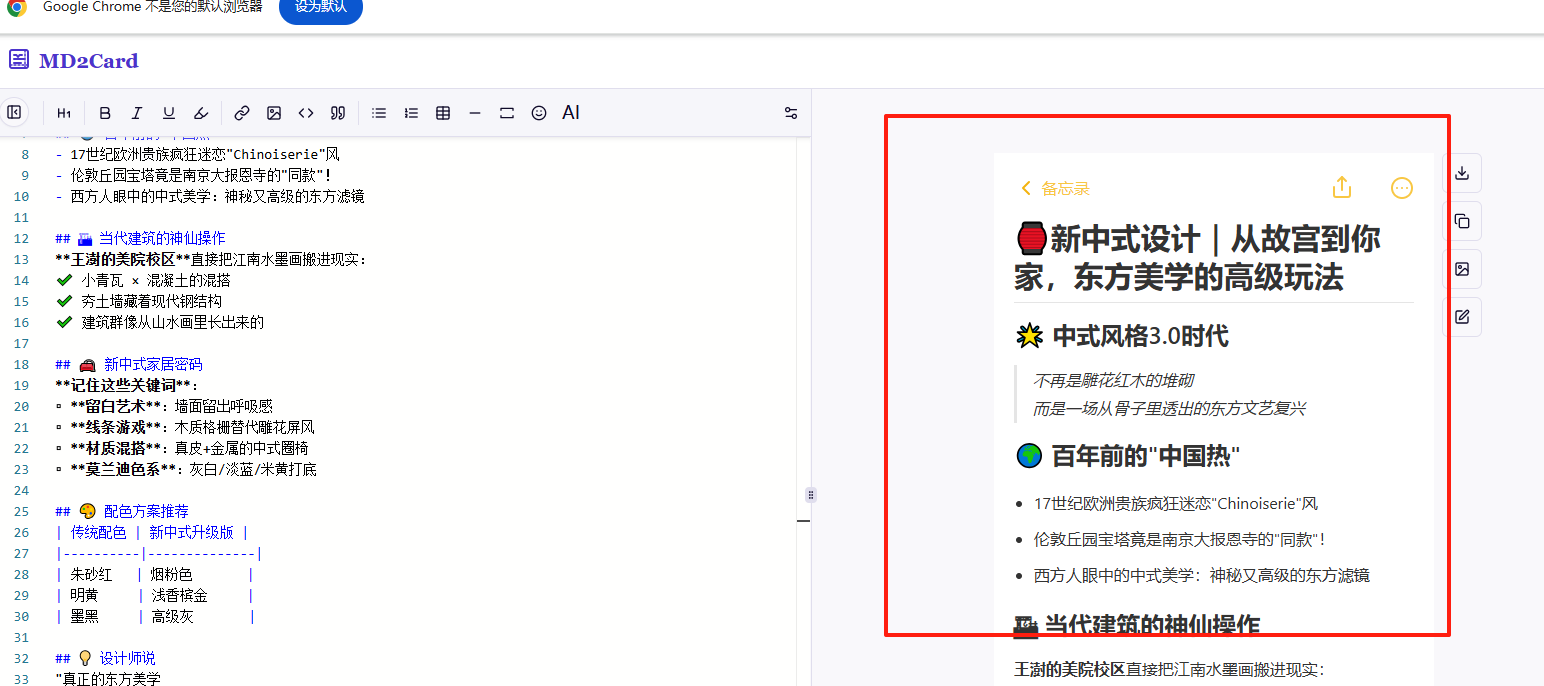 Google Chrome 不是您的默认浏览器 设为默认
MD2Card
H1 B I U AI
8 - 17世纪欧洲贵族疯狂迷恋"Chinoiserie"风
9 - 伦敦丘园宝塔竟是南京大报恩寺的"同款"！
10 - 西方人眼中的中式美学：神秘又高级的东方滤镜
11
12 ## 🏭 当代建筑的神仙操作
13 **王澍的美院校区**直接把江南水墨画搬进现实：
14 ✔ 小青瓦 × 混凝土的混搭
15 ✔ 夯土墙藏着现代钢结构
16 ✔ 建筑群像从山水画里长出来的
17
18 ## 新中式家居密码
19 **记住这些关键词**：
20 ▫ **留白艺术**：墙面留出呼吸感
21 ▫ **线条游戏**：木质格栅替代雕花屏风
22 ▫ **材质混搭**：真皮+金属的中式圈椅
23 ▫ **莫兰迪色系**：灰白/淡蓝/米黄打底
24
25 ## 🎨 配色方案推荐
26 | 传统配色 | 新中式升级版 |
27 |----------|--------------|
28 | 朱砂红 | 烟粉色 |
29 | 明黄 | 浅香槟金 |
30 | 墨黑 | 高级灰 |
31
32 ## 💡 设计师说
33 "真正的东方美学
备忘录
🏮新中式设计｜从故宫到你
家，东方美学的高级玩法
🌟 中式风格3.0时代
不再是雕花红木的堆砌
而是一场从骨子里透出的东方文艺复兴
🌍 百年前的"中国热"
• 17世纪欧洲贵族疯狂迷恋"Chinoiserie"风
• 伦敦丘园宝塔竟是南京大报恩寺的"同款"！
• 西方人眼中的中式美学：神秘又高级的东方滤镜
🏭 当代建筑的神仙操作
王澍的美院校区直接把江南水墨画搬进现实：